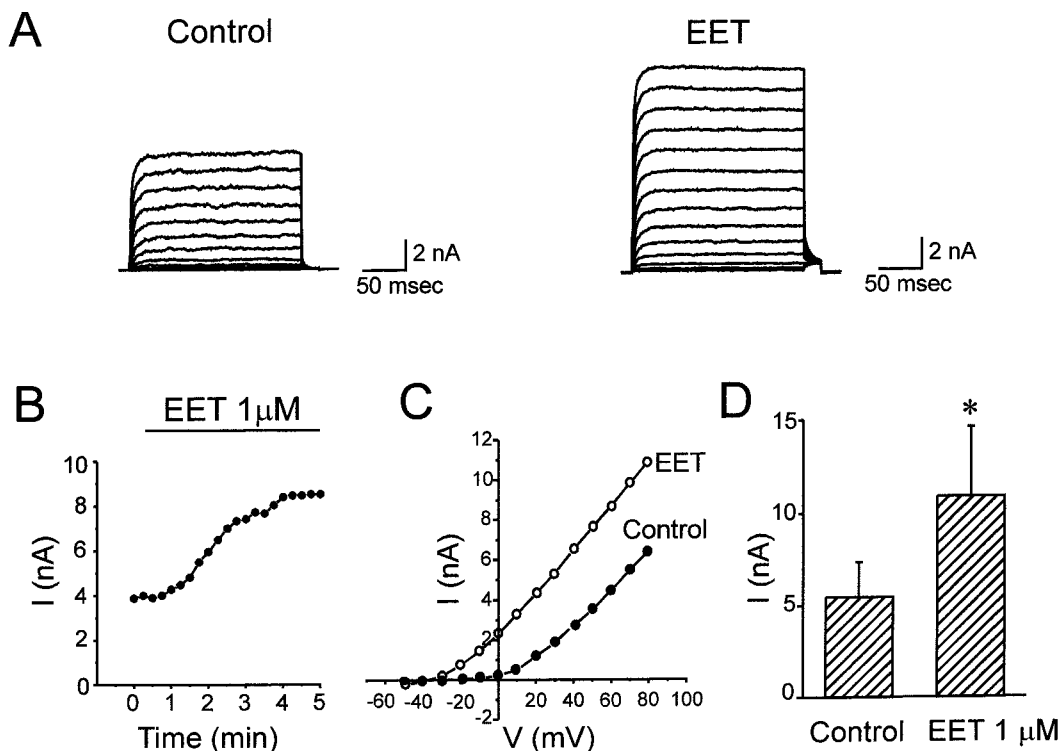 A
Control
EET
2 nA
50 msec
2 nA
50 msec
B
EET 1μM
I (nA)
10
8
6
4
2
0
0 1 2 3 4 5
Time (min)
C
I (nA)
12
10
8
6
4
2
-2
-60 -40 -20 20 40 60 80 100
V (mV)
EET
Control
D
*
I (nA)
15
10
5
0
Control EET 1 μM